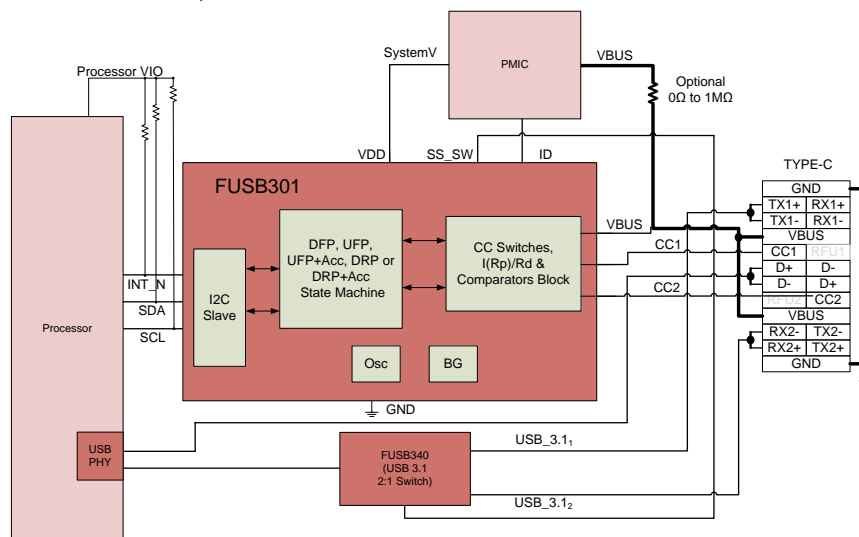 SystemV
PMIC
VBUS
Optional
0Ω to 1MΩ
Processor VIO
VDD
SS_SW
ID
TYPE-C
FUSB301
GND
TX1+ RX1+
TX1- RX1-
VBUS
CC1 RFU1
D+ D-
D- D+
RFU2 CC2
VBUS
RX2- TX2-
RX2+ TX2+
GND
VBUS
CC1
CC2
DFP, UFP,
UFP+Acc, DRP or
DRP+Acc
State Machine
CC Switches,
I(Rp)/Rd &
Comparators Block
I2C
Slave
INT_N
SDA
SCL
Processor
Osc
BG
GND
USB
PHY
FUSB340
(USB 3.1
2:1 Switch)
USB_3.1₁
USB_3.1₂